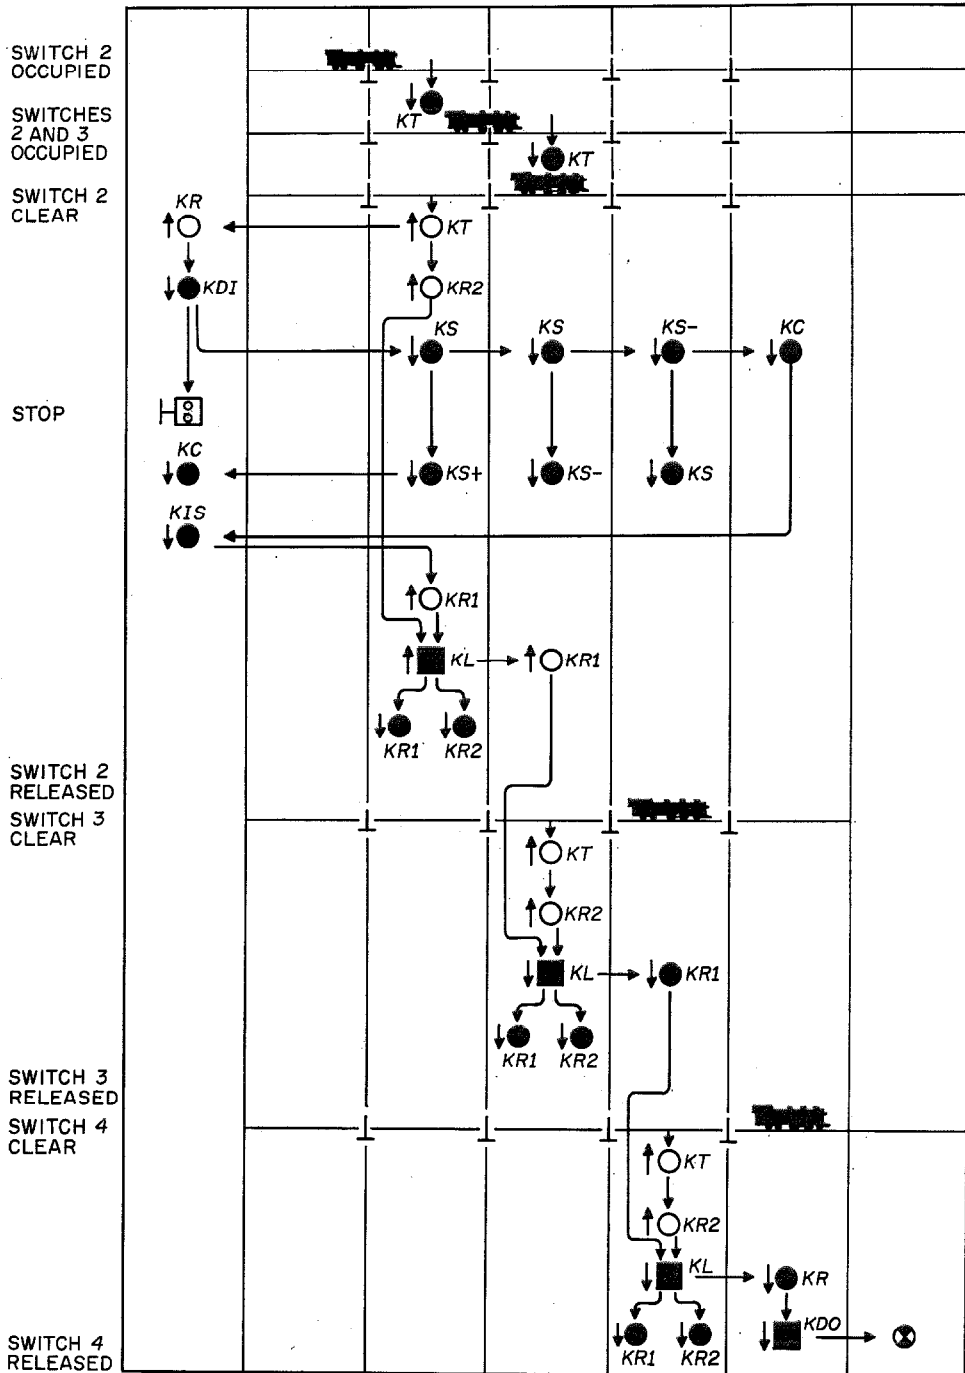 SWITCH 2
OCCUPIED
KT
SWITCHES
2 AND 3
OCCUPIED
KT
SWITCH 2
CLEAR
KR
KT
KDI
KR2
KS
KS
KS-
KC
STOP
KC
KS+
KS-
KS
KIS
KR1
KL
KR1
KR1
KR2
SWITCH 2
RELEASED
SWITCH 3
CLEAR
KT
KR2
KL
KR1
KR1
KR2
SWITCH 3
RELEASED
SWITCH 4
CLEAR
KT
KR2
KL
KR
KDO
KR1
KR2
SWITCH 4
RELEASED